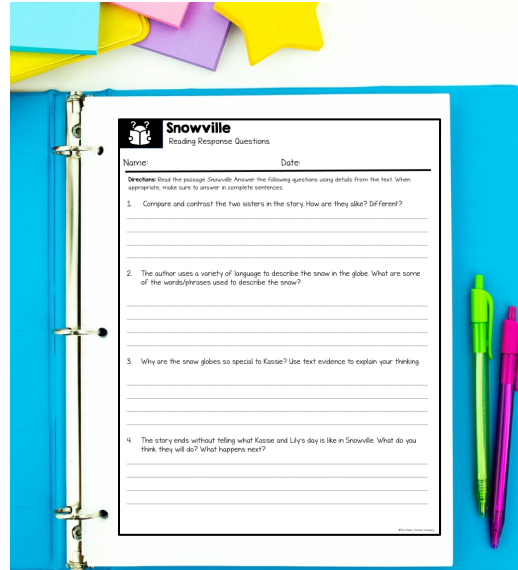 Snowville
Reading Response Questions
Name: Date:
Directions: Read the passage Snowville. Answer the following questions using details from the text. When
appropriate, make sure to answer in complete sentences.
1. Compare and contrast the two sisters in the story. How are they alike? Different?
2. The author uses a variety of language to describe the snow in the globe. What are some
of the words/phrases used to describe the snow?
3. Why are the snow globes so special to Kassie? Use text evidence to explain your thinking.
4. The story ends without telling what Kassie and Lily's day is like in Snowville. What do you
think they will do? What happens next?